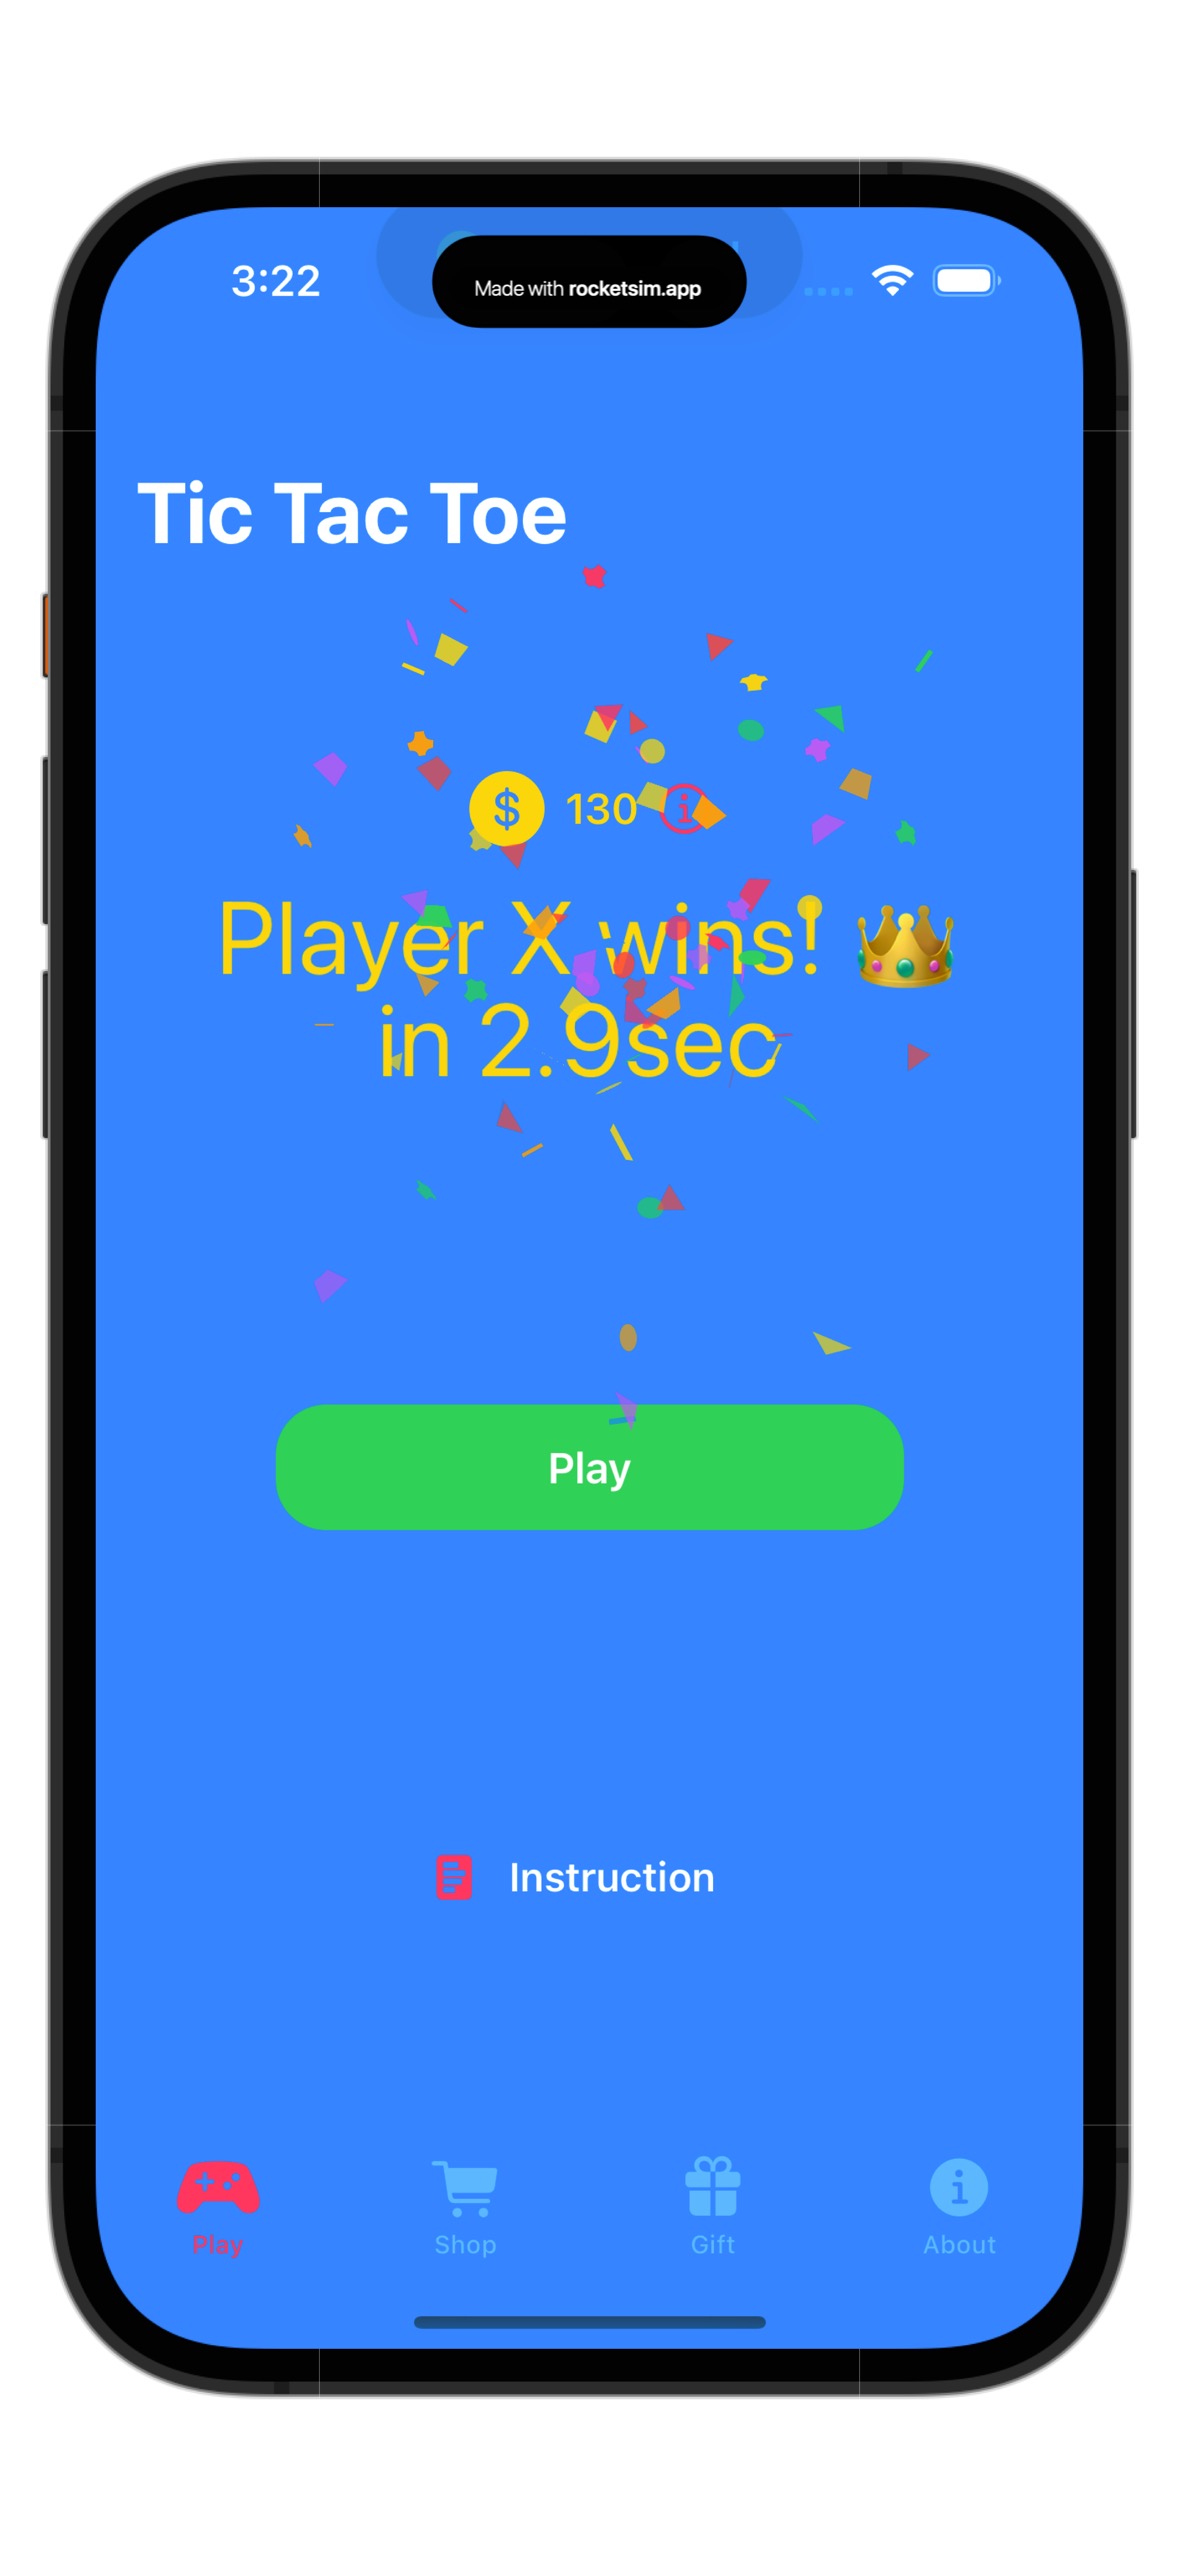 3:22
Made with rocketsim.app
Tic Tac Toe
$ 130 i
Player X wins! 👑
in 2.9sec
Play
Instruction
Play Shop Gift About